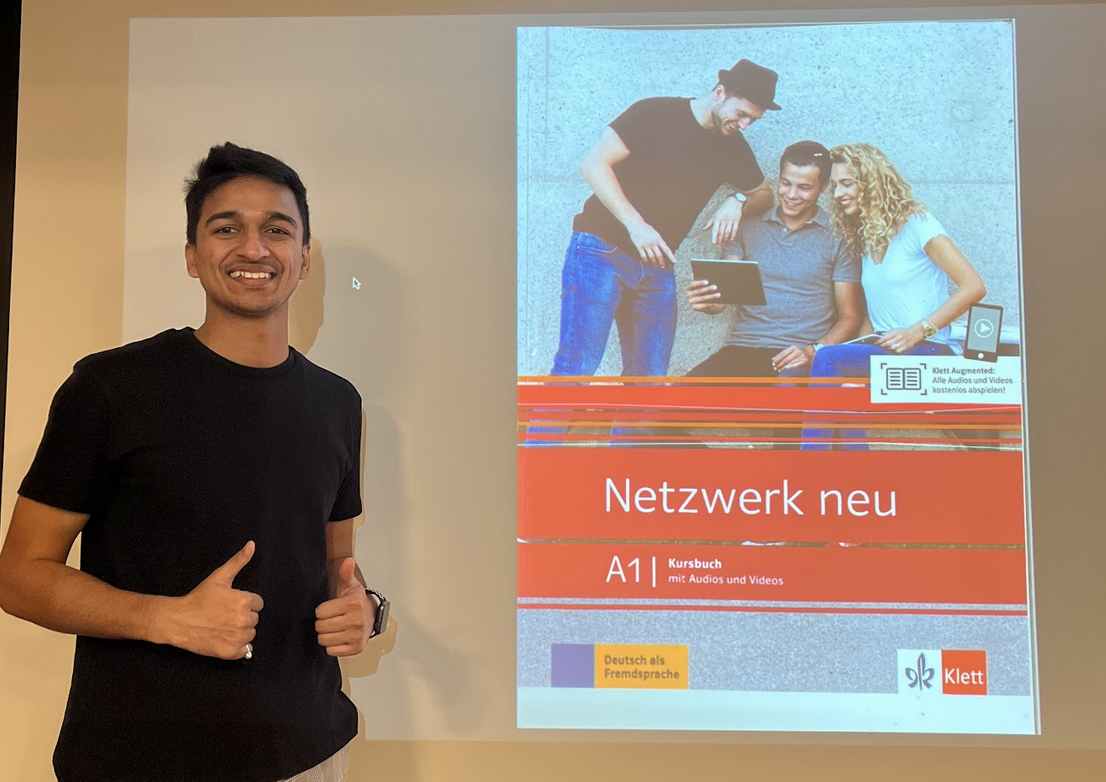 Klett Augmented:
Alle Audios und Videos
kostenlos abspielen!
Netzwerk neu
A1 | Kursbuch
mit Audios und Videos
Deutsch als
Fremdsprache
Klett